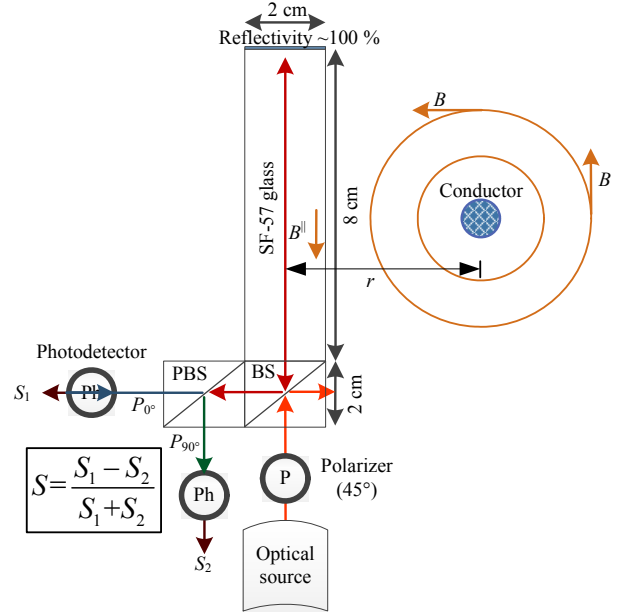 2 cm
Reflectivity ~100 %
B
B
Conductor
SF-57 glass
B∥
8 cm
r
Photodetector
PBS
BS
2 cm
S₁
Ph
P₀°
P₉₀°
S = (S₁ − S₂) / (S₁ + S₂)
Ph
P
Polarizer
(45°)
S₂
Optical
source